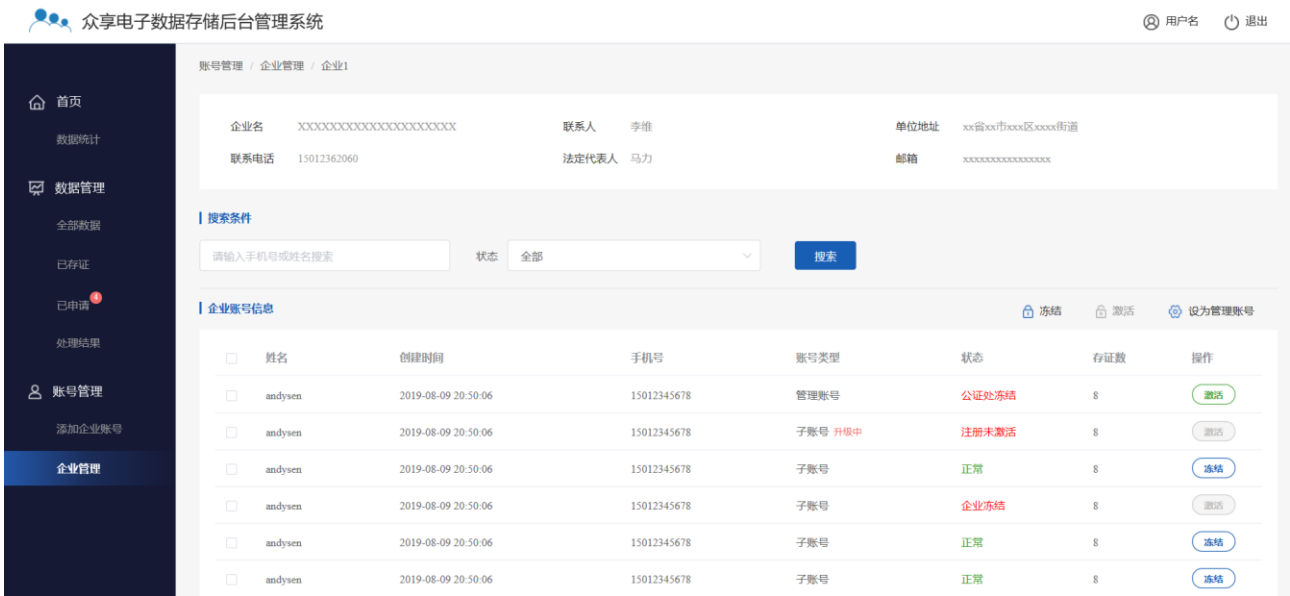 众享电子数据存储后台管理系统 用户名 退出
账号管理 / 企业管理 / 企业1
首页
数据统计
数据管理
全部数据
已存证
已申请 4
处理结果
账号管理
添加企业账号
企业管理
企业名 XXXXXXXXXXXXXXXXXXXX 联系人 李维 单位地址 xx省xx市xxx区xxxx街道
联系电话 15012362060 法定代表人 马力 邮箱 xxxxxxxxxxxxxxxx
搜索条件
请输入手机号或姓名搜索 状态 全部 搜索
企业账号信息 冻结 激活 设为管理账号
姓名 创建时间 手机号 账号类型 状态 存证数 操作
andysen 2019-08-09 20:50:06 15012345678 管理账号 公证处冻结 8 激活
andysen 2019-08-09 20:50:06 15012345678 子账号 升级中 注册未激活 8 激活
andysen 2019-08-09 20:50:06 15012345678 子账号 正常 8 冻结
andysen 2019-08-09 20:50:06 15012345678 子账号 企业冻结 8 激活
andysen 2019-08-09 20:50:06 15012345678 子账号 正常 8 冻结
andysen 2019-08-09 20:50:06 15012345678 子账号 正常 8 冻结